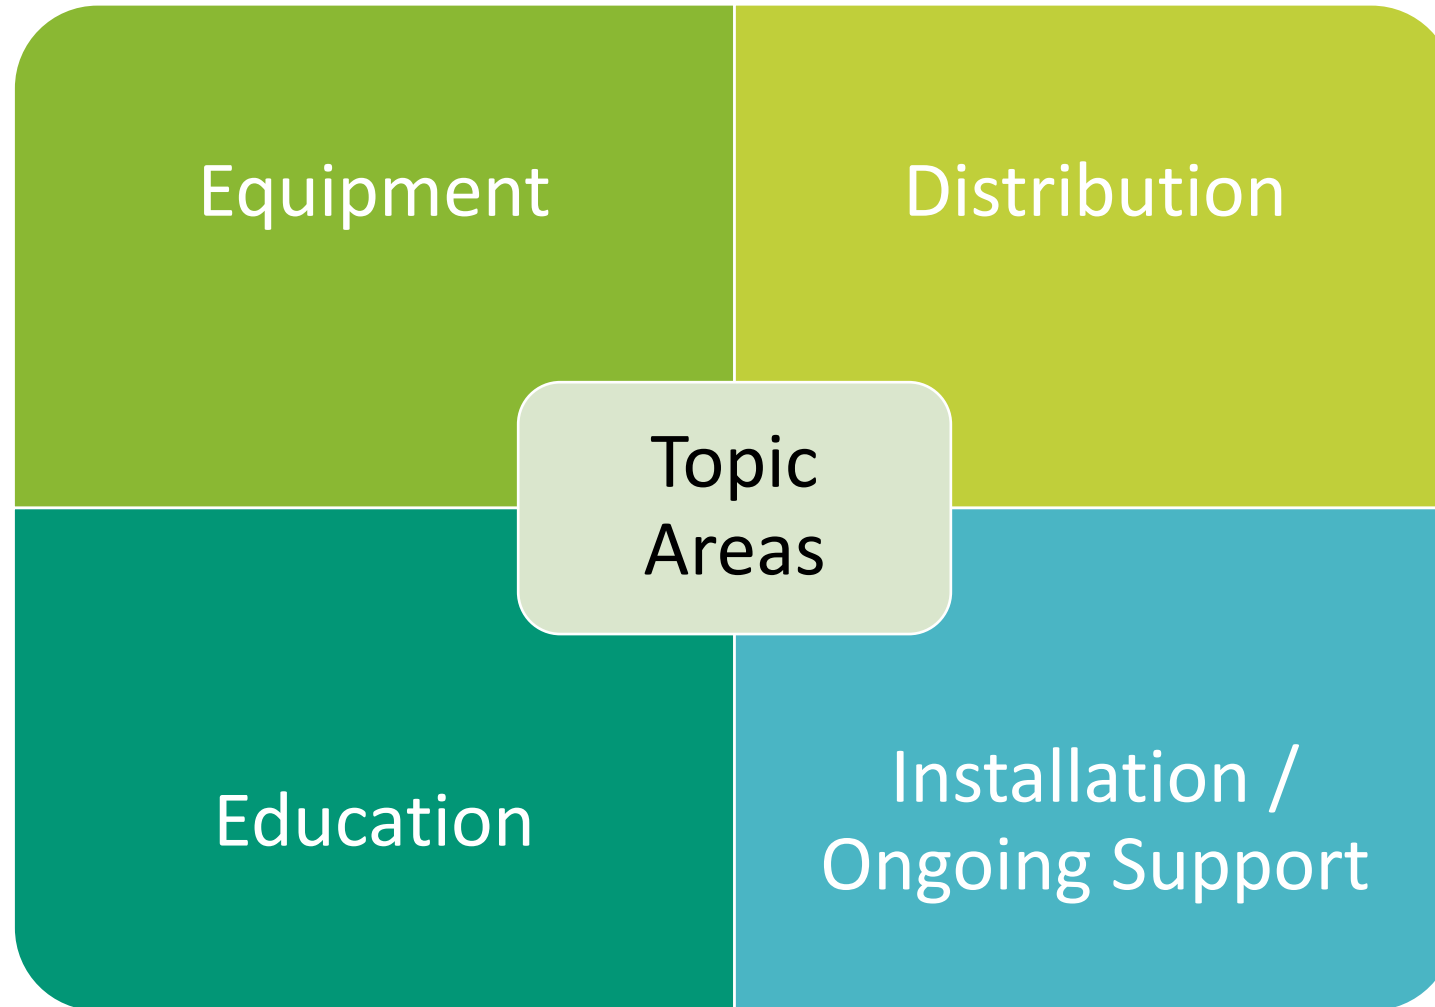 Equipment
Distribution
Topic
Areas
Education
Installation /
Ongoing Support